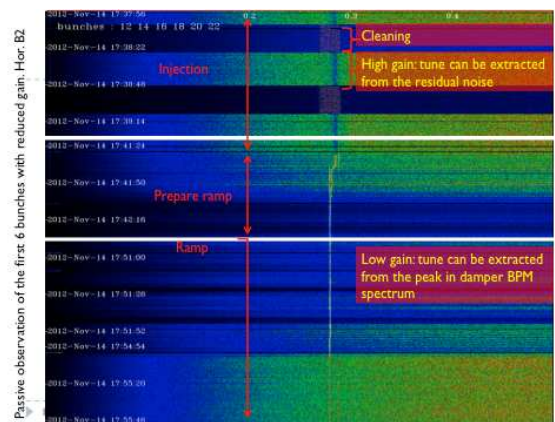 Passive observation of the first 6 bunches with reduced gain. Hor. B2
2012-Nov-14 17:37:56
0.2
0.3
0.4
bunches : 12 14 16 18 20 22
2012-Nov-14 17:38:22
2012-Nov-14 17:38:48
2012-Nov-14 17:39:14
2012-Nov-14 17:41:24
2012-Nov-14 17:41:50
2012-Nov-14 17:42:16
2012-Nov-14 17:51:00
2012-Nov-14 17:51:26
2012-Nov-14 17:51:52
2012-Nov-14 17:54:54
2012-Nov-14 17:55:20
2012-Nov-14 17:55:46
Injection
Prepare ramp
Ramp
Cleaning
High gain: tune can be extracted
from the residual noise
Low gain: tune can be extracted
from the peak in damper BPM
spectrum